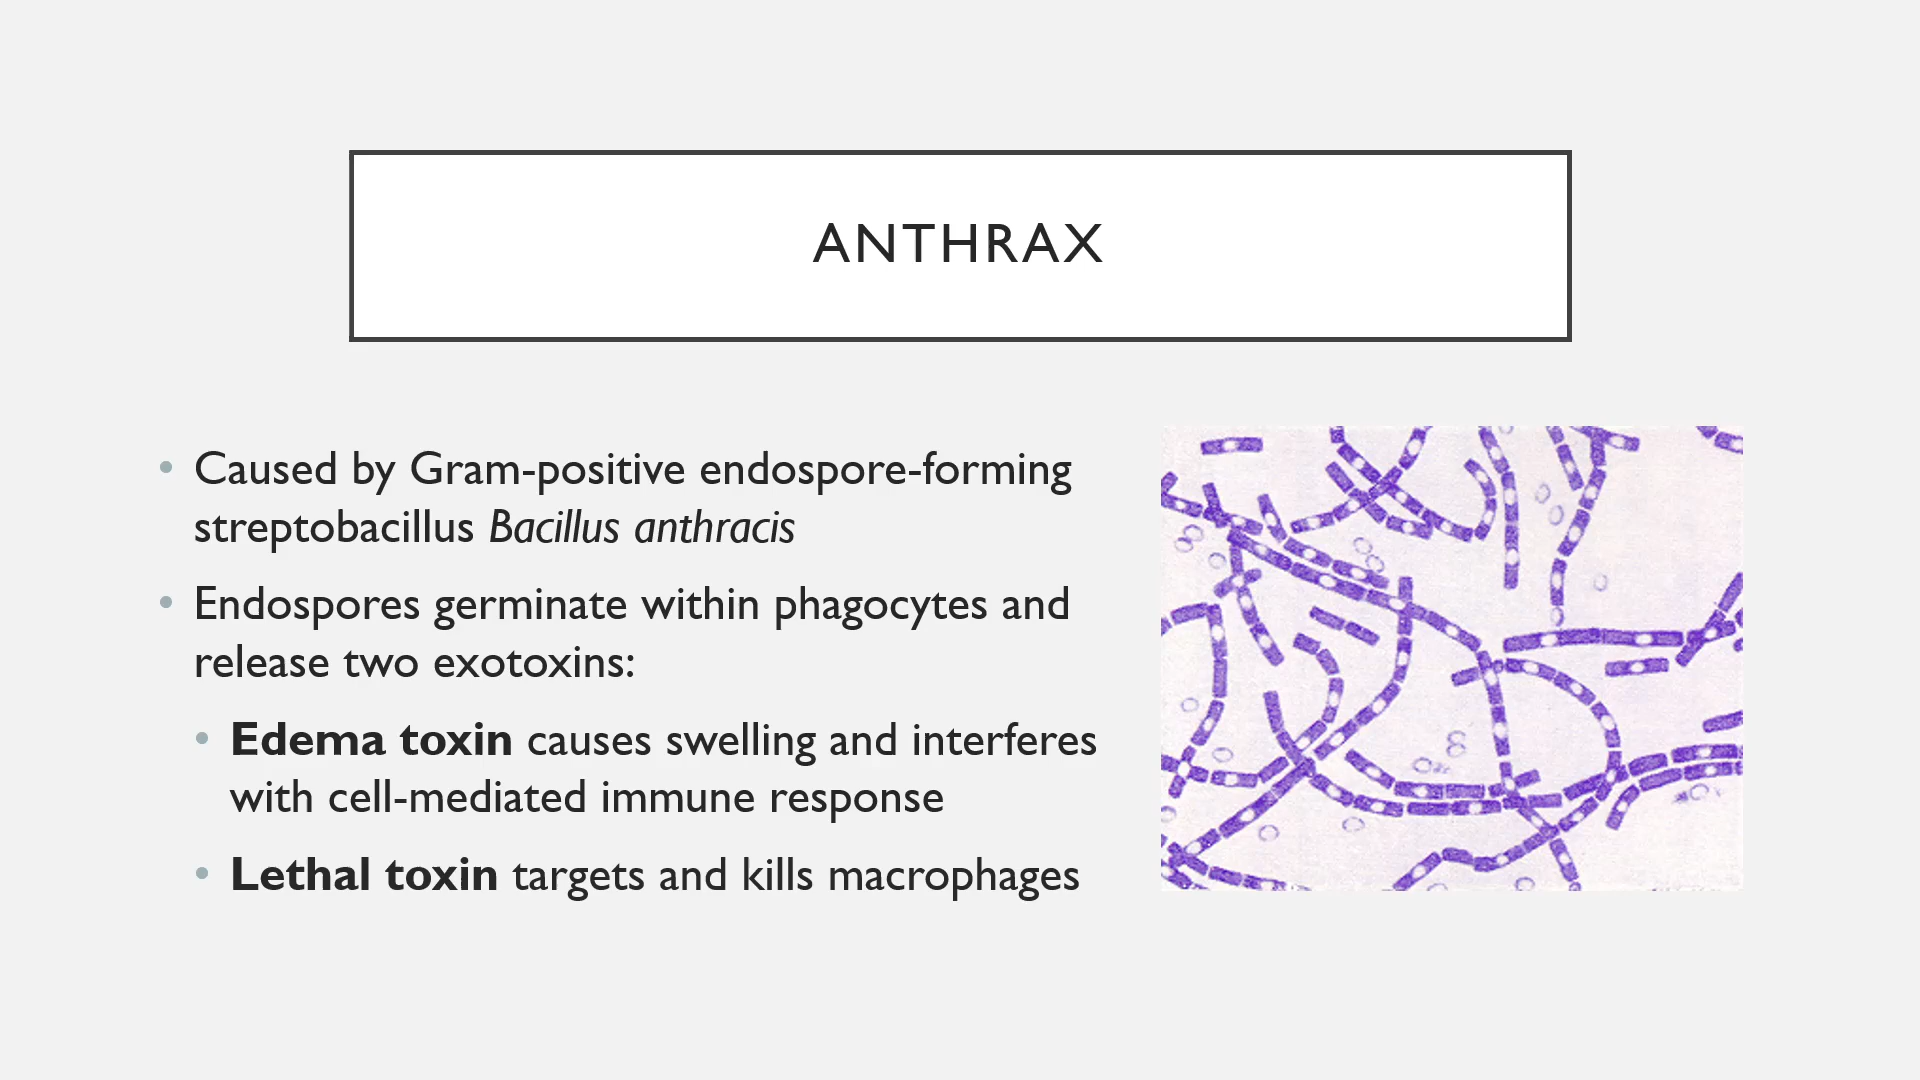 ANTHRAX
• Caused by Gram-positive endospore-forming
streptobacillus Bacillus anthracis
• Endospores germinate within phagocytes and
release two exotoxins:
• Edema toxin causes swelling and interferes
with cell-mediated immune response
• Lethal toxin targets and kills macrophages